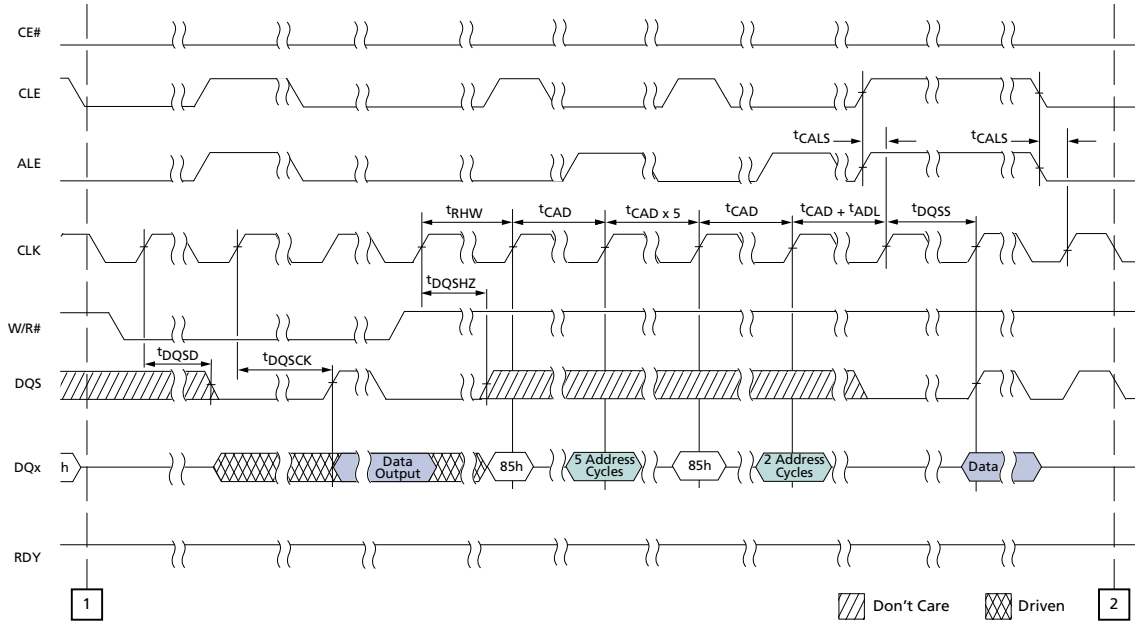 CE#
CLE
tCALS
tCALS
ALE
tRHW
tCAD
tCAD x 5
tCAD
tCAD + tADL
tDQSS
CLK
tDQSHZ
W/R#
tDQSD
tDQSCK
DQS
DQx
h
Data
Output
85h
5 Address
Cycles
85h
2 Address
Cycles
Data
RDY
1
Don't Care
Driven
2